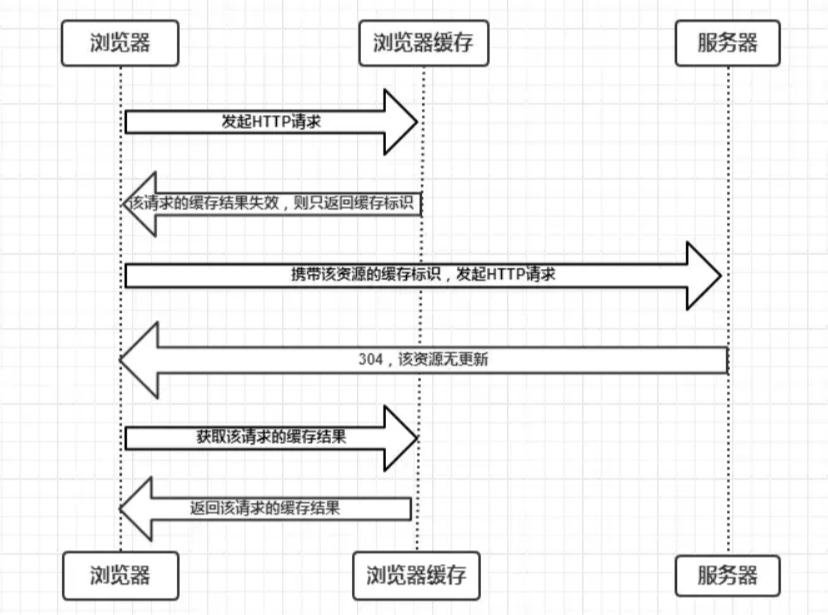 浏览器
浏览器缓存
服务器
发起HTTP请求
该请求的缓存结果失效，则只返回缓存标识
携带该资源的缓存标识，发起HTTP请求
304，该资源无更新
获取该请求的缓存结果
返回该请求的缓存结果
浏览器
浏览器缓存
服务器